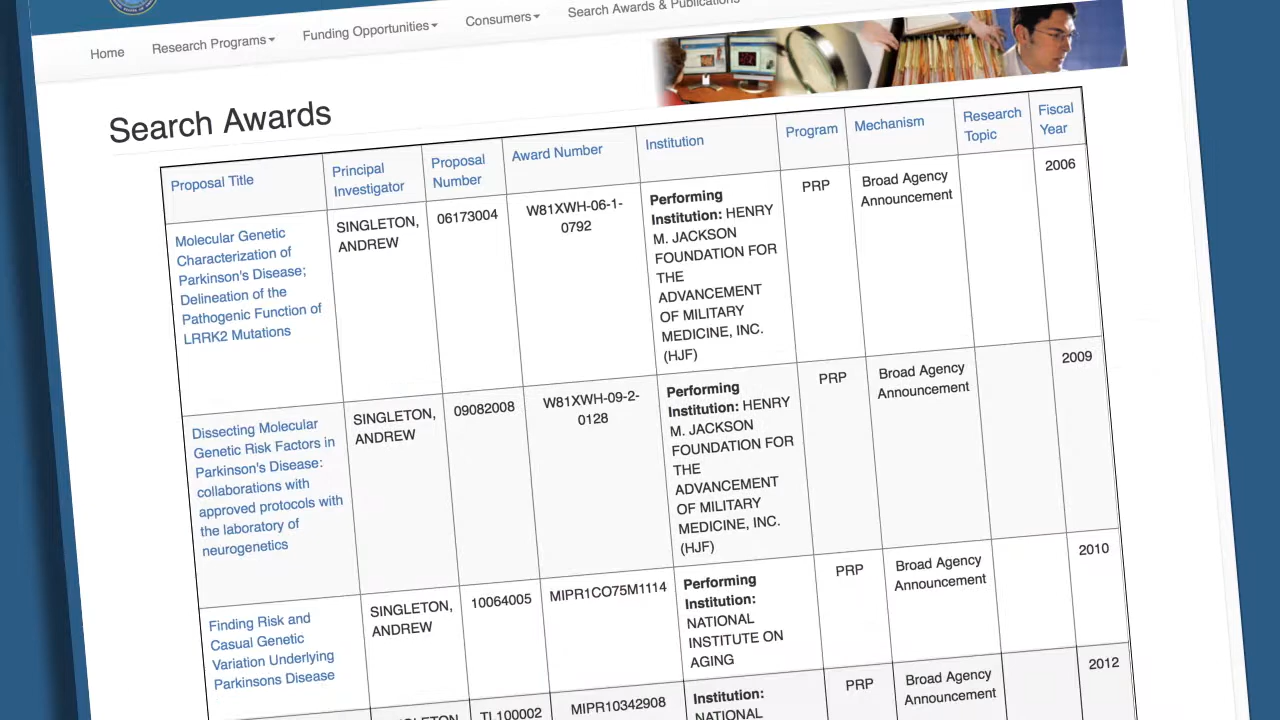 Home
Research Programs
Funding Opportunities
Consumers
Search Awards & Publications
Search Awards
Proposal Title
Principal
Investigator
Proposal
Number
Award Number
Institution
Program
Mechanism
Research
Topic
Fiscal
Year
Molecular Genetic
Characterization of
Parkinson's Disease;
Delineation of the
Pathogenic Function of
LRRK2 Mutations
SINGLETON,
ANDREW
06173004
W81XWH-06-1-
0792
Performing
Institution: HENRY
M. JACKSON
FOUNDATION FOR
THE
ADVANCEMENT
OF MILITARY
MEDICINE, INC.
(HJF)
PRP
Broad Agency
Announcement
2006
Dissecting Molecular
Genetic Risk Factors in
Parkinson's Disease:
collaborations with
approved protocols with
the laboratory of
neurogenetics
SINGLETON,
ANDREW
09082008
W81XWH-09-2-
0128
Performing
Institution: HENRY
M. JACKSON
FOUNDATION FOR
THE
ADVANCEMENT
OF MILITARY
MEDICINE, INC.
(HJF)
PRP
Broad Agency
Announcement
2009
Finding Risk and
Casual Genetic
Variation Underlying
Parkinsons Disease
SINGLETON,
ANDREW
10064005
MIPR1CO75M1114
Performing
Institution:
NATIONAL
INSTITUTE ON
AGING
PRP
Broad Agency
Announcement
2010
SINGLETON
TI 100002
MIPR10342908
Institution:
NATIONAL
PRP
Broad Agency
Announcement
2012